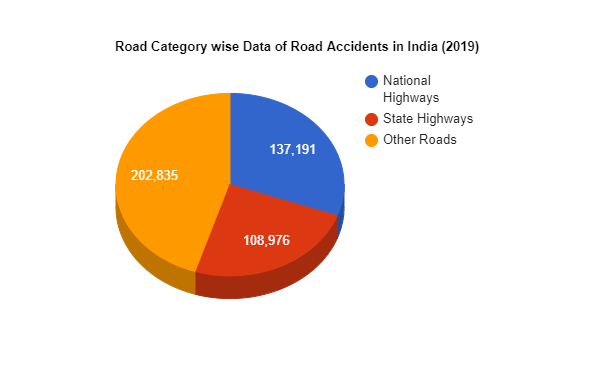 Road Category wise Data of Road Accidents in India (2019)
National
Highways
State Highways
Other Roads
137,191
202,835
108,976